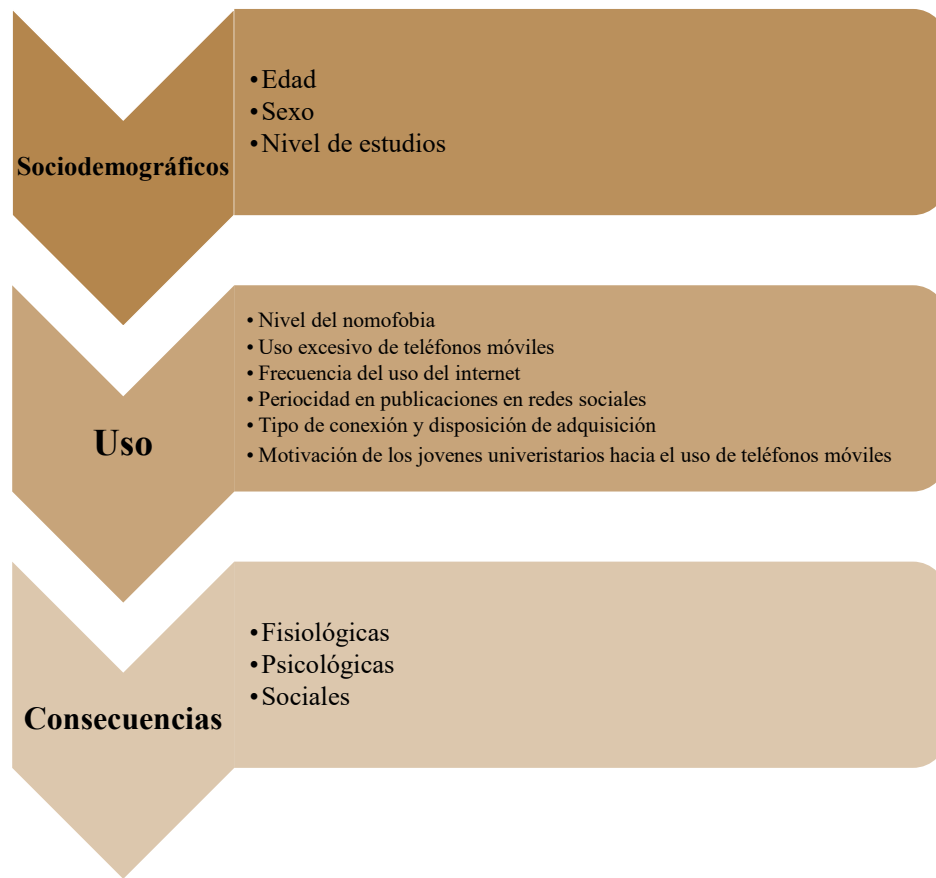 Sociodemográficos
•Edad
•Sexo
•Nivel de estudios
Uso
• Nivel del nomofobia
• Uso excesivo de teléfonos móviles
• Frecuencia del uso del internet
• Periocidad en publicaciones en redes sociales
• Tipo de conexión y disposición de adquisición
• Motivación de los jovenes univeristarios hacia el uso de teléfonos móviles
Consecuencias
•Fisiológicas
•Psicológicas
•Sociales